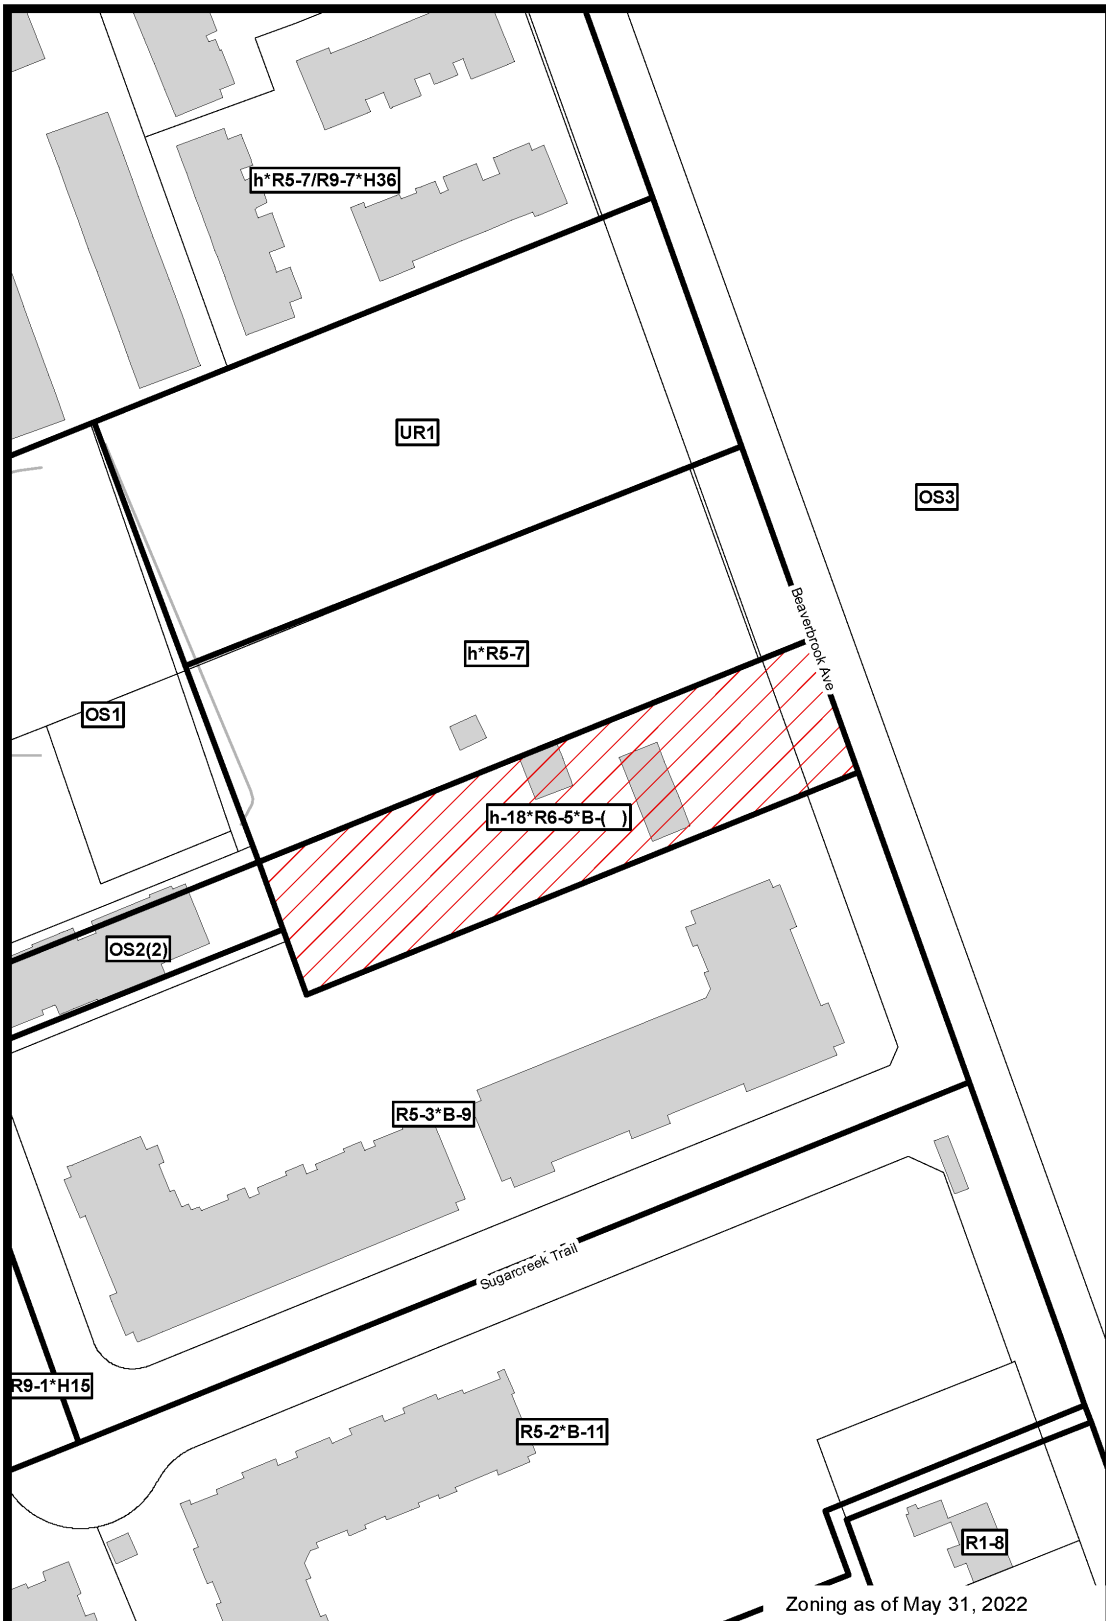 h*R5-7/R9-7*H36
UR1
OS3
Beaverbrook Ave
h*R5-7
OS1
h-18*R6-5*B-( )
OS2(2)
R5-3*B-9
Sugarcreek Trail
R9-1*H15
R5-2*B-11
R1-8
Zoning as of May 31, 2022